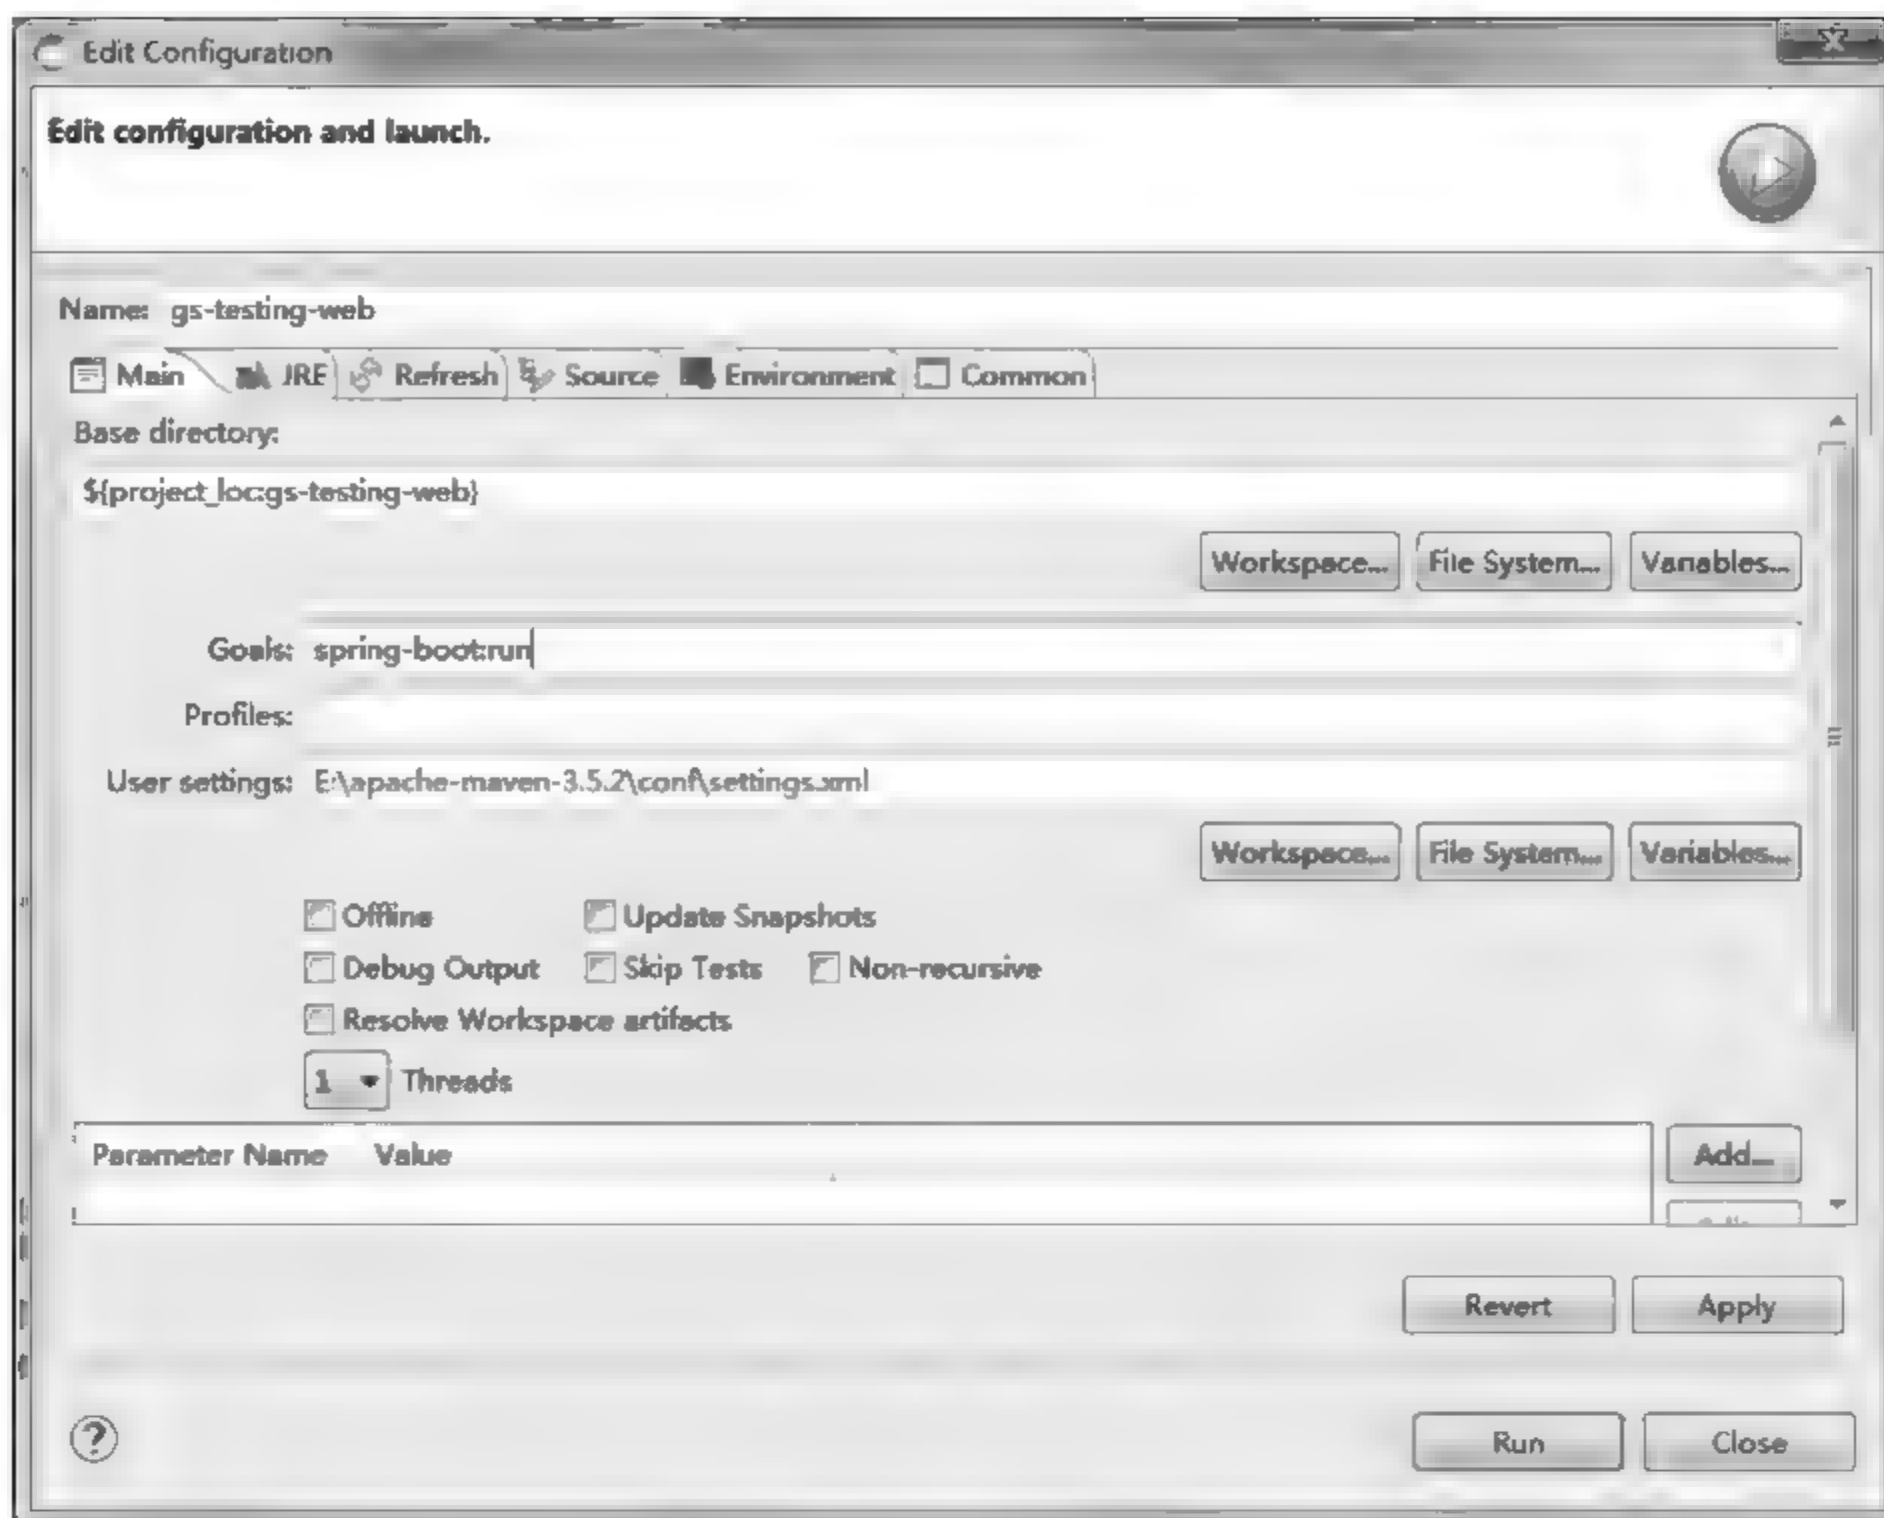 Edit Configuration
Edit configuration and launch.
Name: gs-testing-web
Main JRE Refresh Source Environment Common
Base directory:
${project_loc:gs-testing-web}
Workspace... File System... Variables...
Goals: spring-boot:run
Profiles:
User settings: E:\apache-maven-3.5.2\conf\settings.xml
Workspace... File System... Variables...
Offline Update Snapshots
Debug Output Skip Tests Non-recursive
Resolve Workspace artifacts
1 Threads
Parameter Name Value Add...
Revert Apply
? Run Close